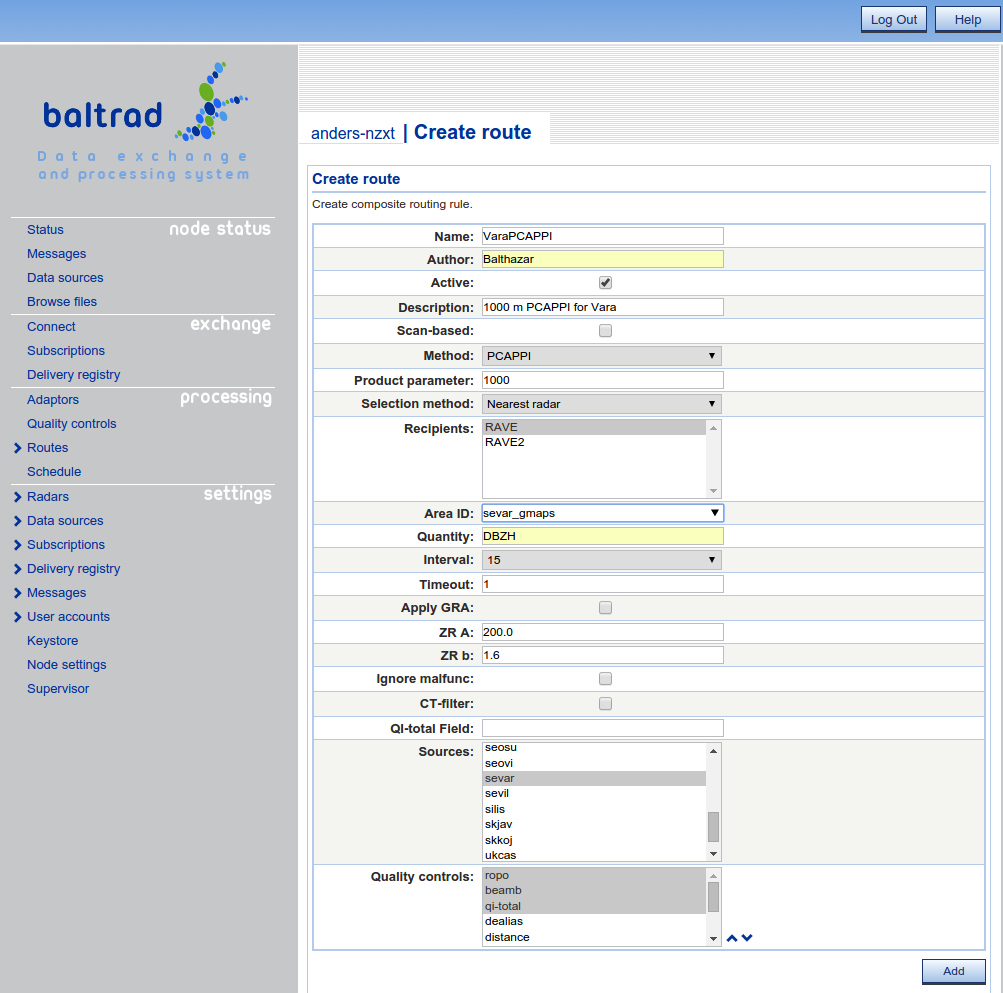 Log Out Help
baltrad
Data exchange
and processing system
anders-nzxt | Create route
node status
Status
Messages
Data sources
Browse files
exchange
Connect
Subscriptions
Delivery registry
processing
Adaptors
Quality controls
Routes
Schedule
settings
Radars
Data sources
Subscriptions
Delivery registry
Messages
User accounts
Keystore
Node settings
Supervisor
Create route
Create composite routing rule.
Name: VaraPCAPPI
Author: Balthazar
Active:
Description: 1000 m PCAPPI for Vara
Scan-based:
Method: PCAPPI
Product parameter: 1000
Selection method: Nearest radar
Recipients: RAVE
RAVE2
Area ID: sevar_gmaps
Quantity: DBZH
Interval: 15
Timeout: 1
Apply GRA:
ZR A: 200.0
ZR b: 1.6
Ignore malfunc:
CT-filter:
QI-total Field:
Sources: seosu
seovi
sevar
sevil
silis
skjav
skkoj
ukcas
Quality controls: ropo
beamb
qi-total
dealias
distance
Add